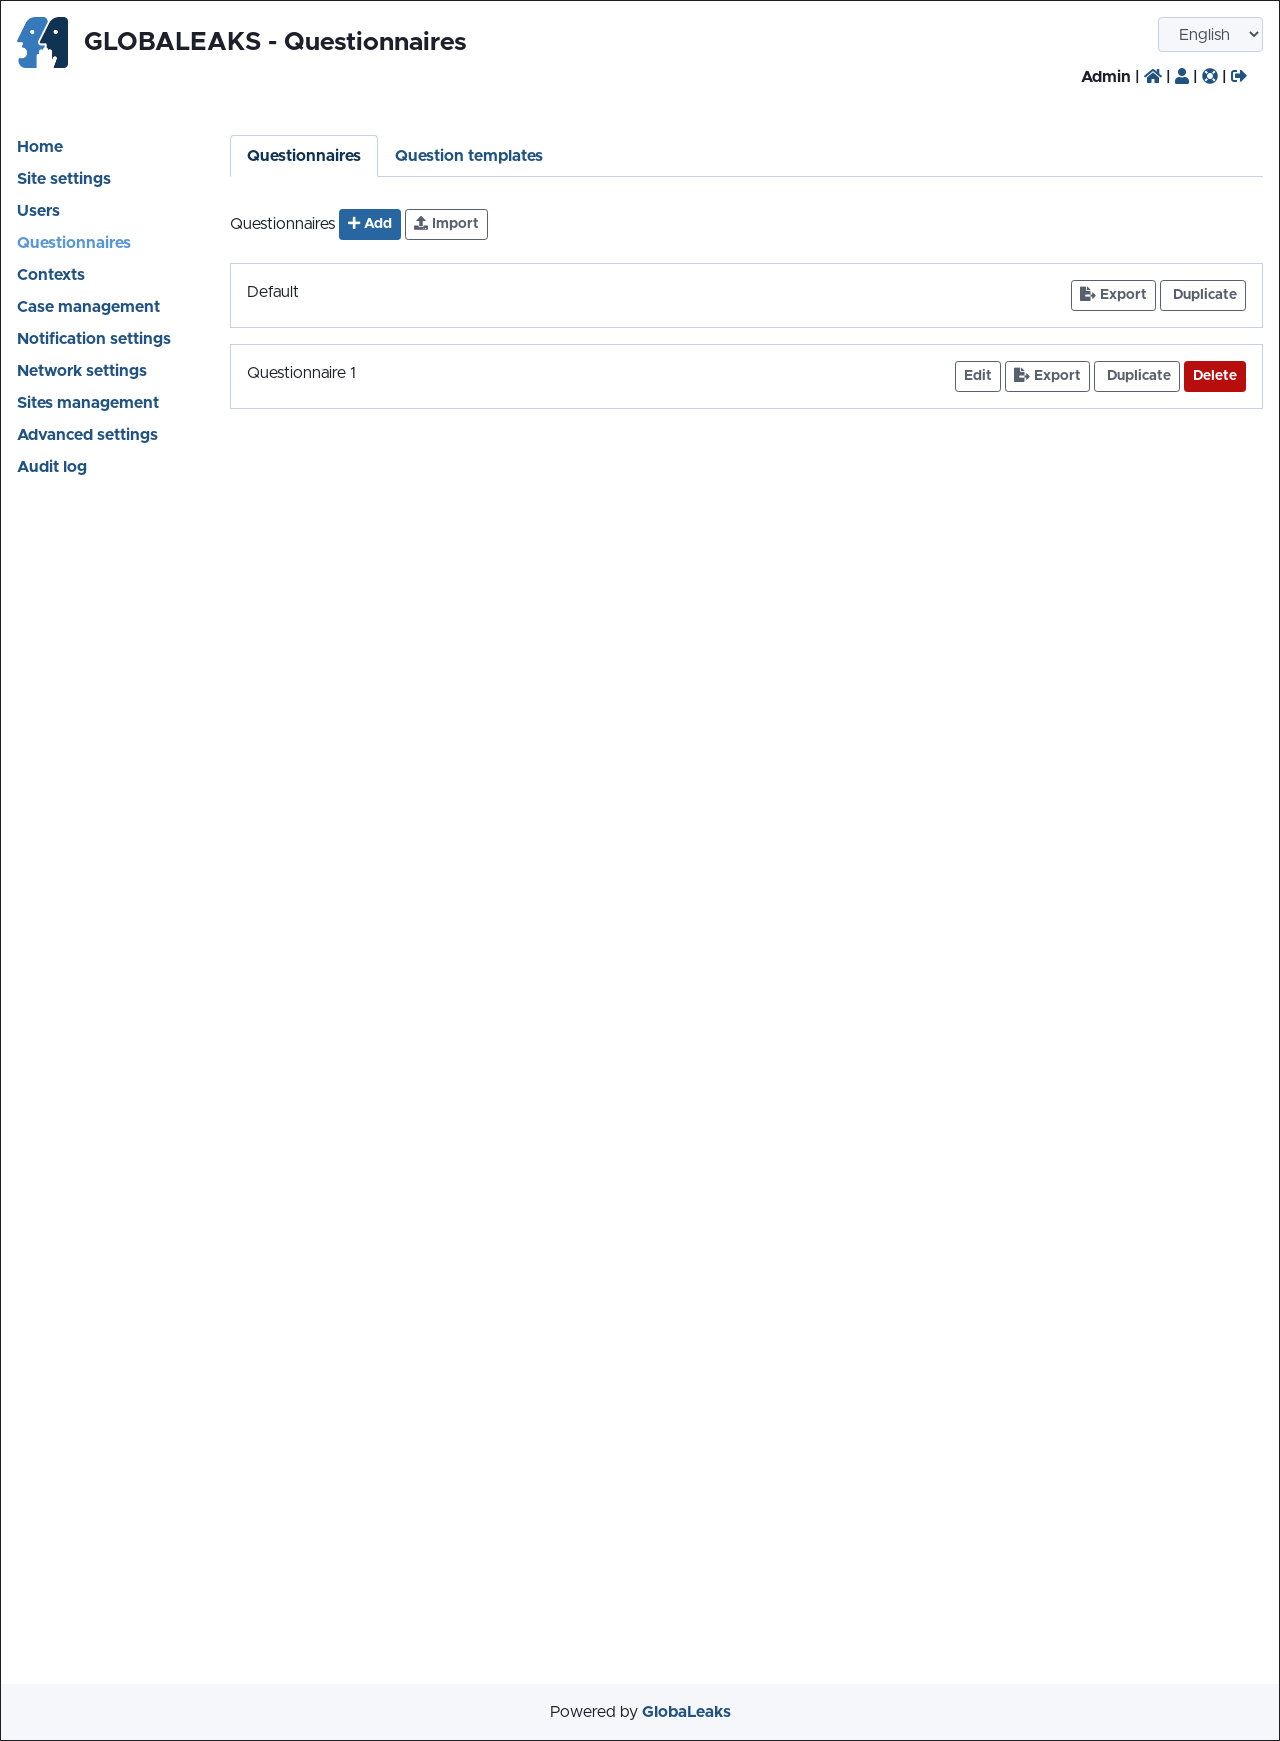 GLOBALEAKS - Questionnaires
English
Admin | | | |
Home
Site settings
Users
Questionnaires
Contexts
Case management
Notification settings
Network settings
Sites management
Advanced settings
Audit log
Questionnaires Question templates
Questionnaires Add Import
Default Export Duplicate
Questionnaire 1 Edit Export Duplicate Delete
Powered by GlobaLeaks